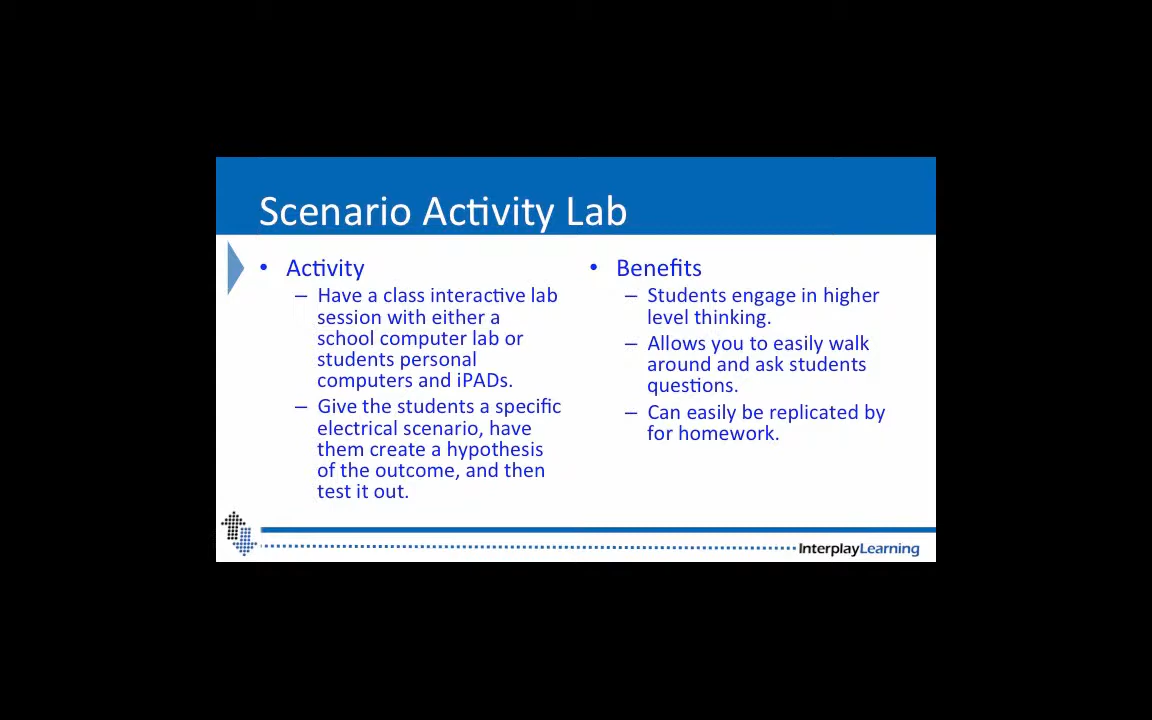 Scenario Activity Lab
• Activity
– Have a class interactive lab
session with either a
school computer lab or
students personal
computers and iPADs.
– Give the students a specific
electrical scenario, have
them create a hypothesis
of the outcome, and then
test it out.
• Benefits
– Students engage in higher
level thinking.
– Allows you to easily walk
around and ask students
questions.
– Can easily be replicated by
for homework.
InterplayLearning